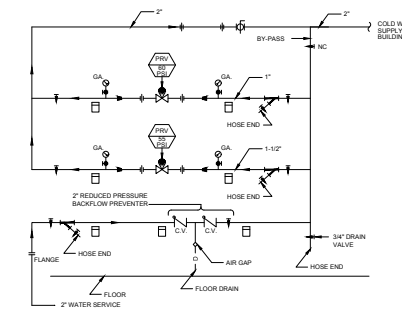 2"
2"
COLD W
SUPPLY
BUILDIN
BY-PASS
NC
PRV
60
PSI
GA.
GA.
1"
HOSE END
PRV
55
PSI
GA.
GA.
1-1/2"
HOSE END
2" REDUCED PRESSURE
BACKFLOW PREVENTER
C.V.
C.V.
HOSE END
AIR GAP
3/4" DRAIN
VALVE
FLANGE
HOSE END
FLOOR
FLOOR DRAIN
2" WATER SERVICE